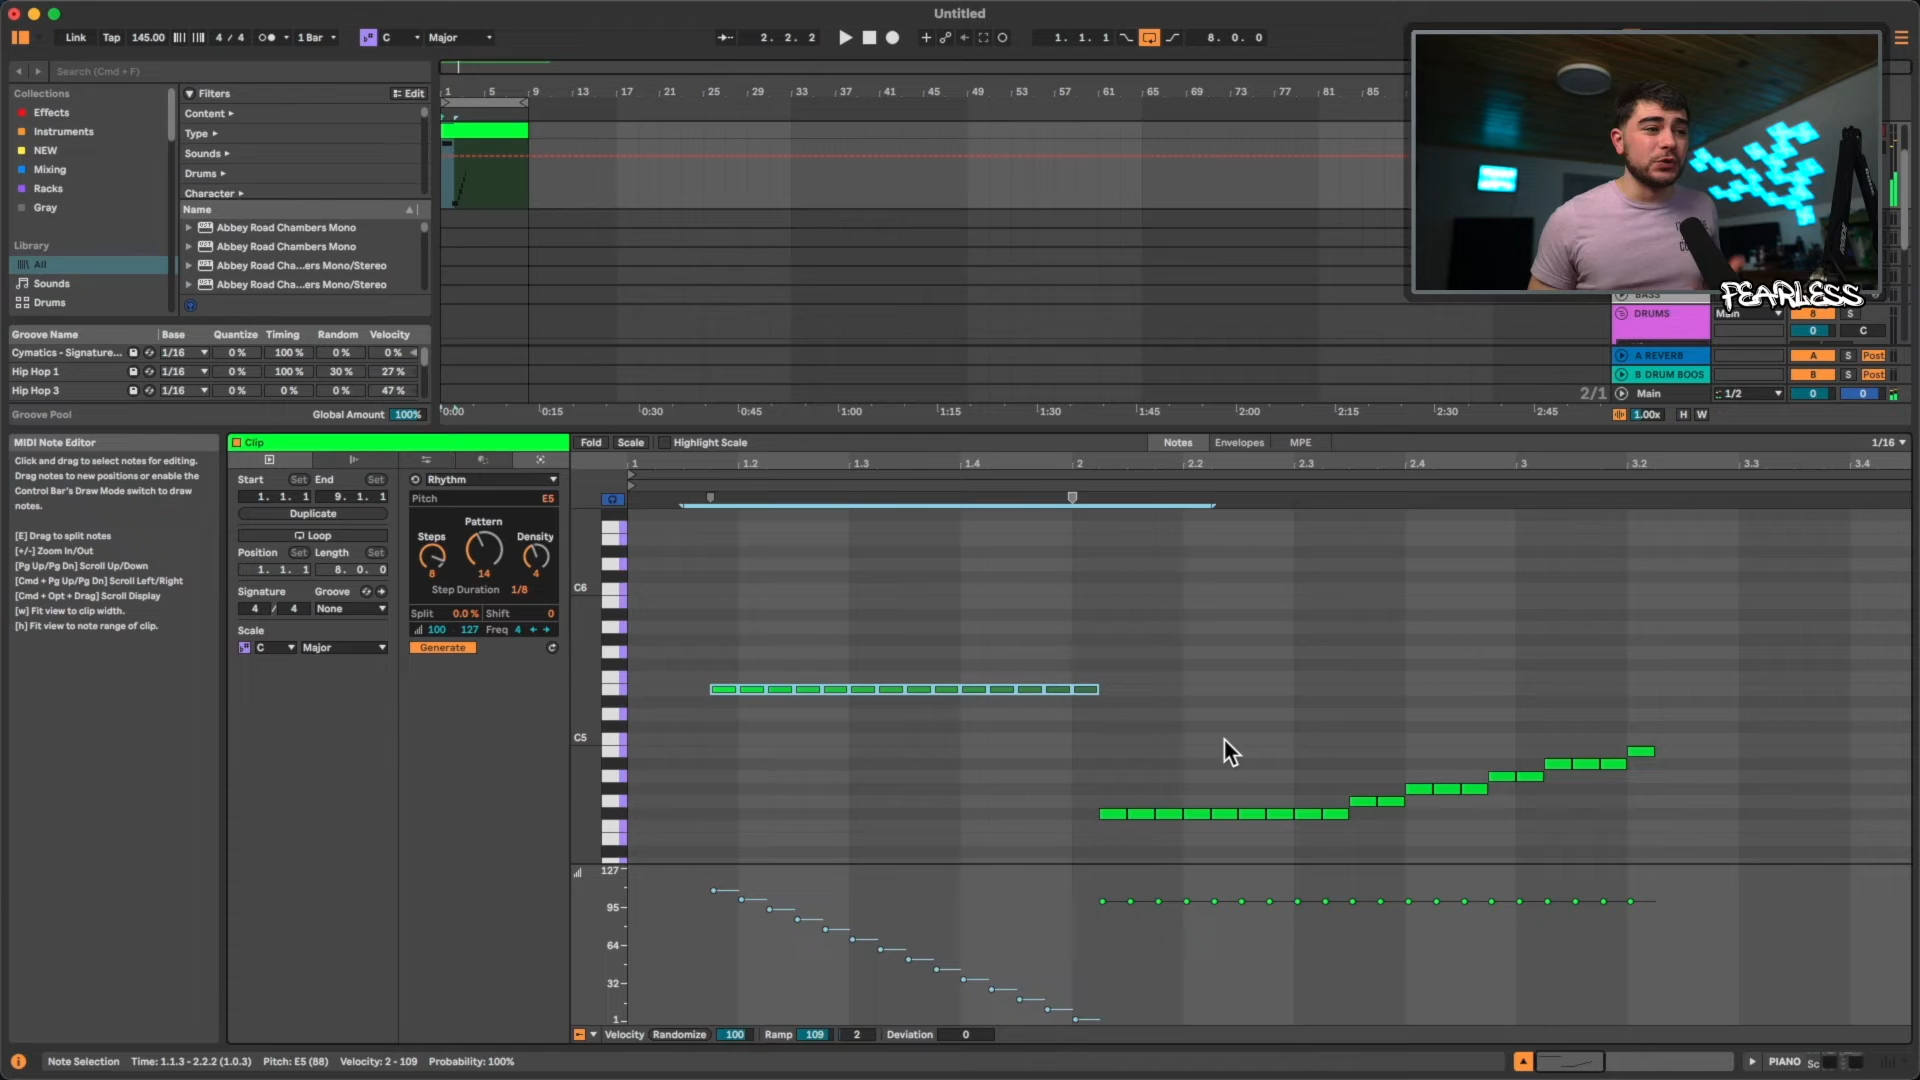 Untitled
Link Tap 145.00 4 / 4 1 Bar C Major 2. 2. 2 1. 1. 1 8. 0. 0
Search (Cmd + F)
Collections
Effects
Instruments
NEW
Mixing
Racks
Gray
Library
All
Sounds
Drums
Filters Edit
Content
Type
Sounds
Drums
Character
Name
Abbey Road Chambers Mono
Abbey Road Chambers Mono
Abbey Road Cha...ers Mono/Stereo
Abbey Road Cha...ers Mono/Stereo
1 5 9 13 17 21 25 29 33 37 41 45 49 53 57 61 65 69 73 77 81 85
FEARLESS
BASS
DRUMS Main 8 S
0 C
A REVERB A S Post
B DRUM BOOS B S Post
2/1 Main 1/2 0 0
0:00 0:15 0:30 0:45 1:00 1:15 1:30 1:45 2:00 2:15 2:30 2:45
1.00x H W
Groove Name Base Quantize Timing Random Velocity
Cymatics - Signature... 1/16 0 % 100 % 0 % 0 %
Hip Hop 1 1/16 0 % 100 % 30 % 27 %
Hip Hop 3 1/16 0 % 0 % 0 % 47 %
Groove Pool Global Amount 100%
MIDI Note Editor
Click and drag to select notes for editing.
Drag notes to new positions or enable the
Control Bar's Draw Mode switch to draw
notes.
[E] Drag to split notes
[+/-] Zoom In/Out
[Pg Up/Pg Dn] Scroll Up/Down
[Cmd + Pg Up/Pg Dn] Scroll Left/Right
[Cmd + Opt + Drag] Scroll Display
[w] Fit view to clip width.
[h] Fit view to note range of clip.
Clip
Start Set End Set
1. 1. 1 9. 1. 1
Duplicate
Loop
Position Set Length Set
1. 1. 1 8. 0. 0
Signature Groove
4 / 4 None
Scale
C Major
Rhythm
Pitch E5
Pattern
Steps Density
8 14 4
Step Duration 1/8
Split 0.0 % Shift 0
100 127 Freq 4
Generate
Fold Scale Highlight Scale Notes Envelopes MPE 1/16
1 1.2 1.3 1.4 2 2.2 2.3 2.4 3 3.2 3.3 3.4
C6
C5
127
95
64
32
1
Velocity Randomize 100 Ramp 109 2 Deviation 0
Note Selection Time: 1.1.3 - 2.2.2 (1.0.3) Pitch: E5 (88) Velocity: 2 - 109 Probability: 100%
PIANO Sc